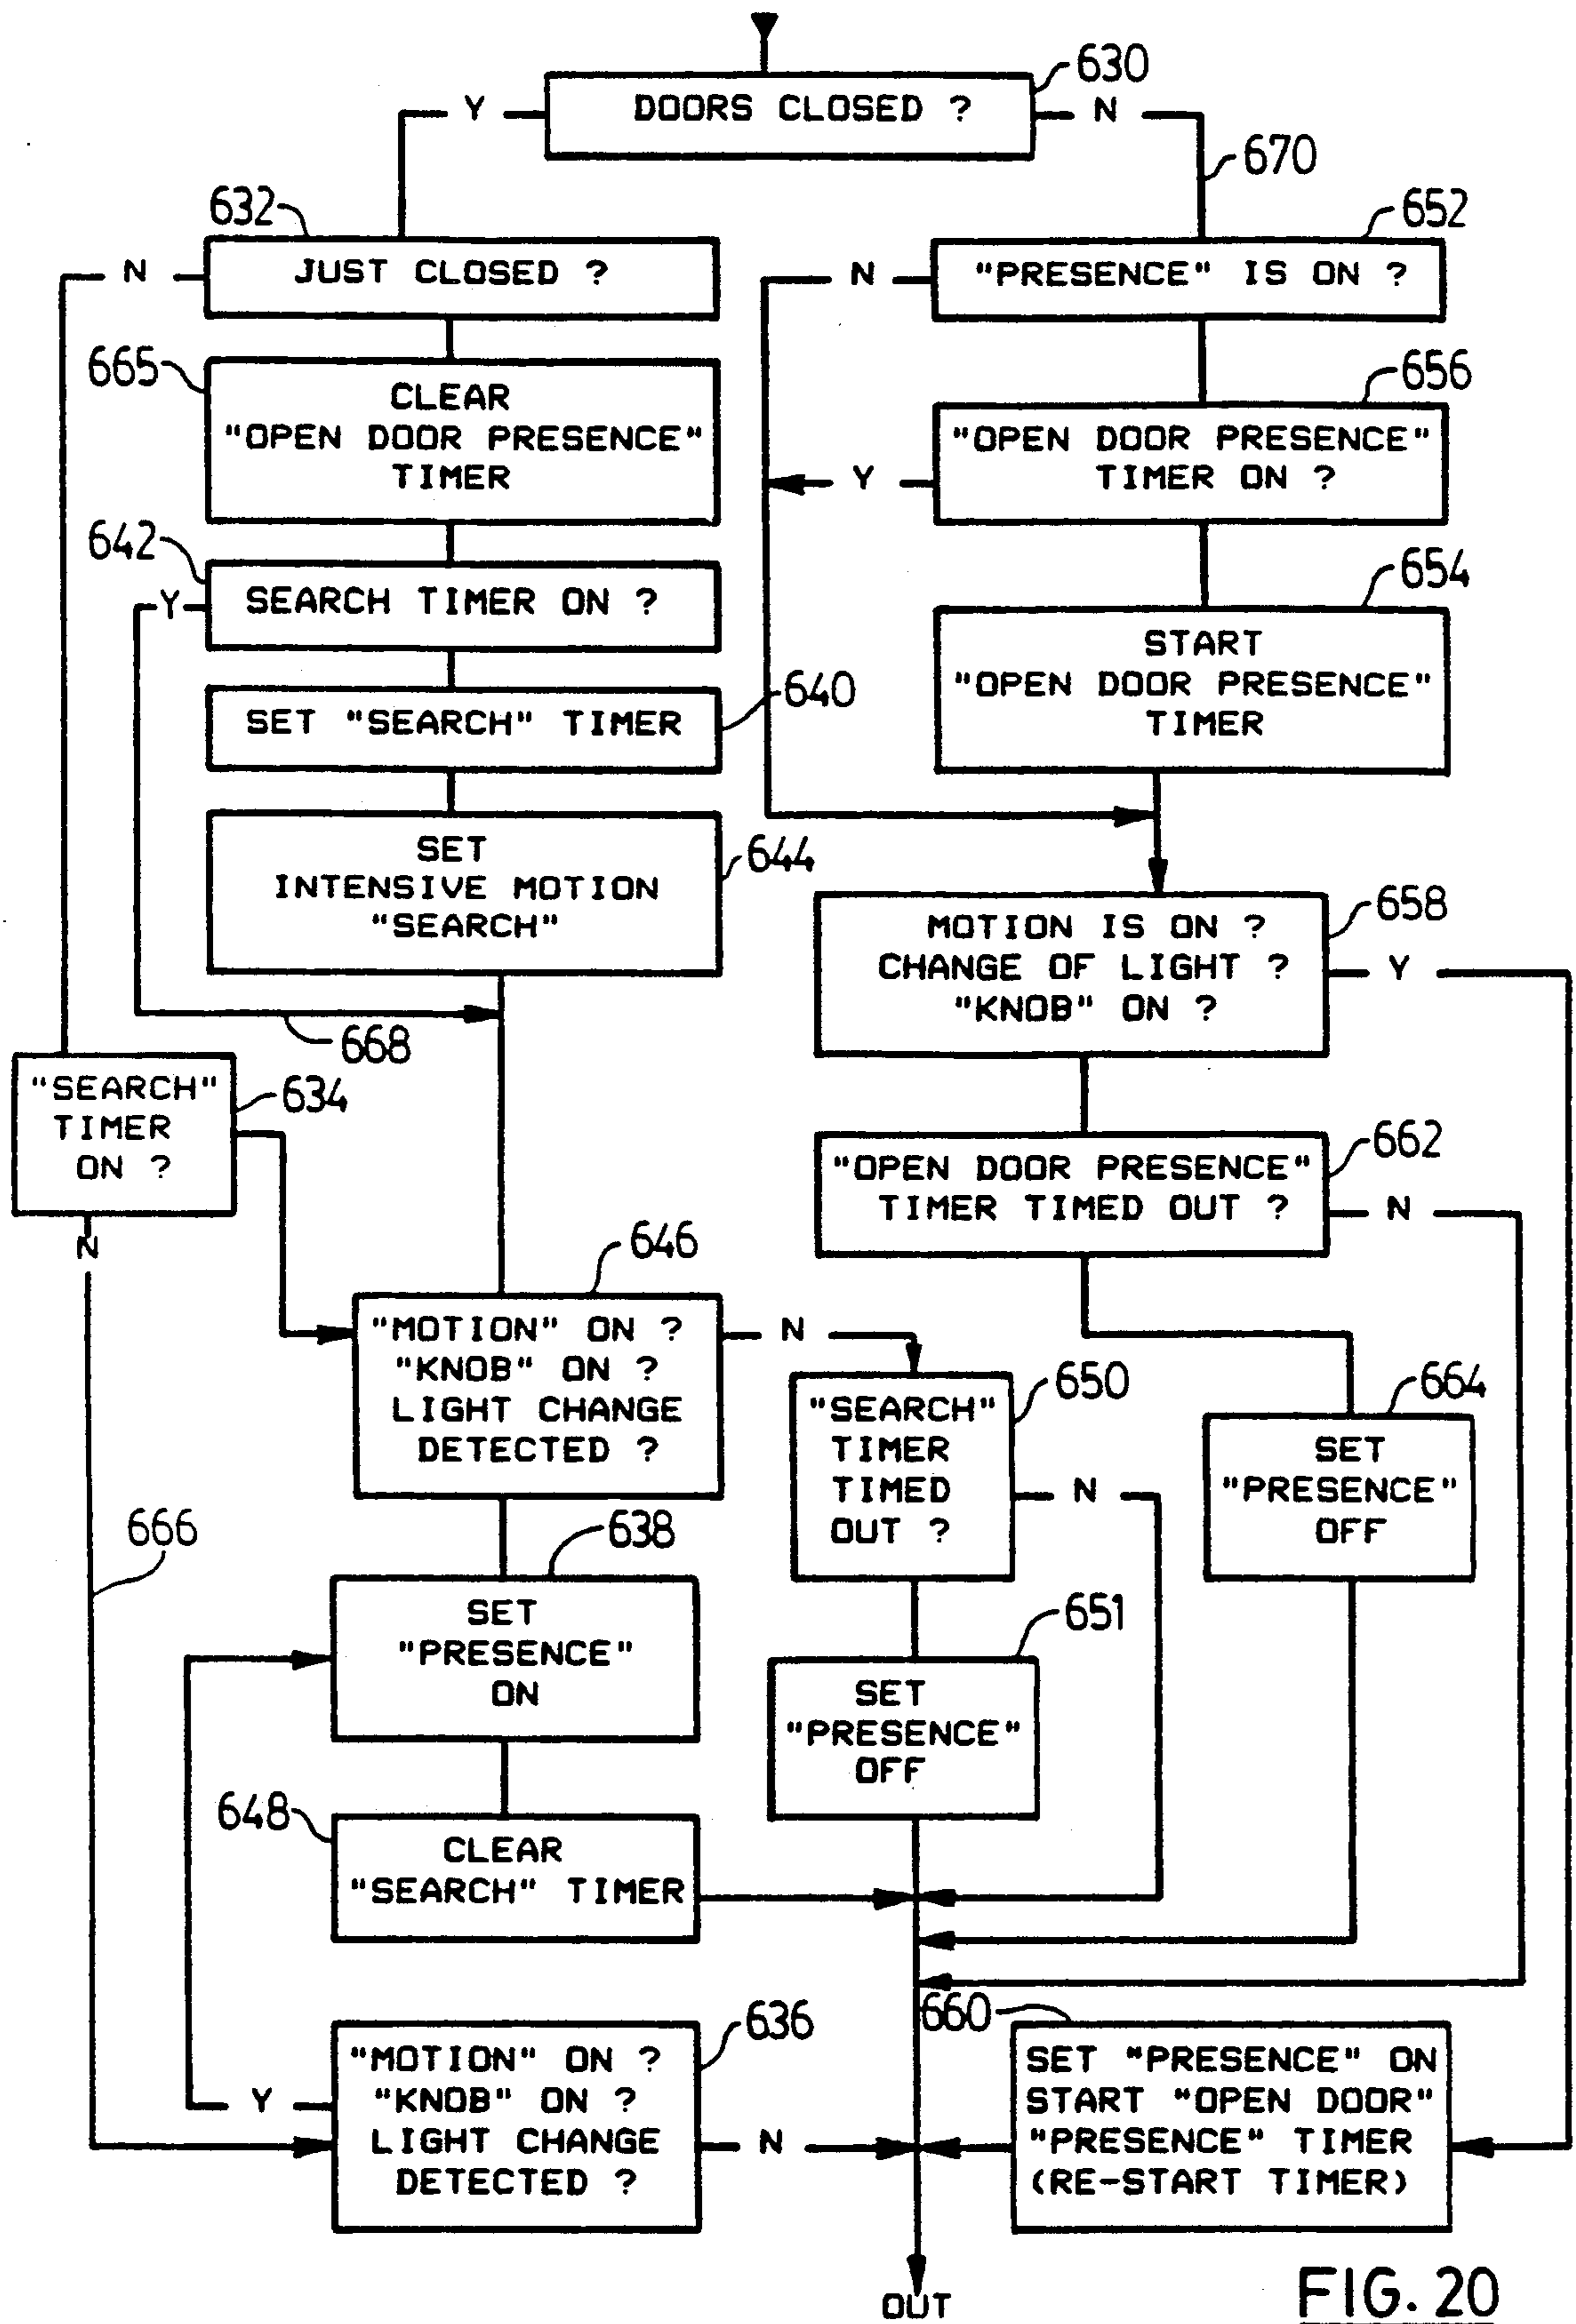 630
DOORS CLOSED ?
Y
N
670
632
JUST CLOSED ?
N
652
"PRESENCE" IS ON ?
N
665
CLEAR
"OPEN DOOR PRESENCE"
TIMER
656
"OPEN DOOR PRESENCE"
TIMER ON ?
Y
642
SEARCH TIMER ON ?
Y
654
START
"OPEN DOOR PRESENCE"
TIMER
640
SET "SEARCH" TIMER
644
SET
INTENSIVE MOTION
"SEARCH"
668
658
MOTION IS ON ?
CHANGE OF LIGHT ?
"KNOB" ON ?
Y
634
"SEARCH"
TIMER
ON ?
N
662
"OPEN DOOR PRESENCE"
TIMER TIMED OUT ?
N
646
"MOTION" ON ?
"KNOB" ON ?
LIGHT CHANGE
DETECTED ?
N
650
"SEARCH"
TIMER
TIMED
OUT ?
N
664
SET
"PRESENCE"
OFF
666
638
SET
"PRESENCE"
ON
651
SET
"PRESENCE"
OFF
648
CLEAR
"SEARCH" TIMER
636
"MOTION" ON ?
"KNOB" ON ?
LIGHT CHANGE
DETECTED ?
Y
N
660
SET "PRESENCE" ON
START "OPEN DOOR"
"PRESENCE" TIMER
(RE-START TIMER)
OUT
FIG. 20